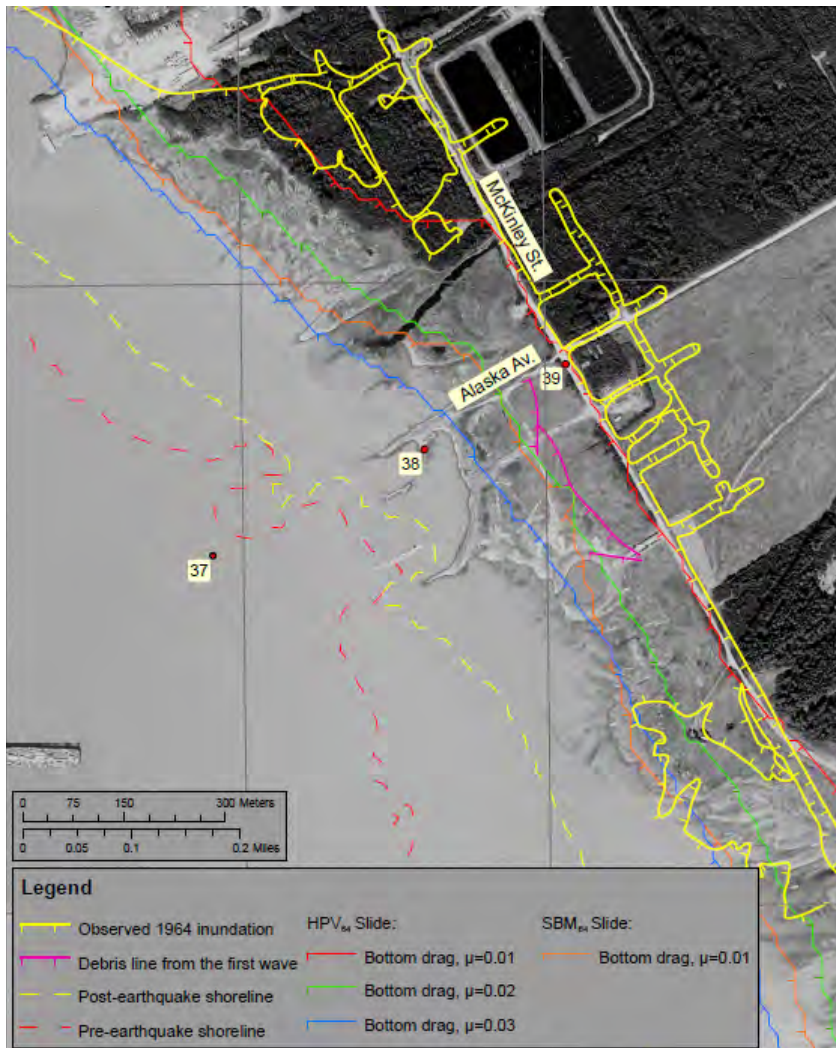 McKinley St.
Alaska Av.
39
38
37
0 75 150 300 Meters
0 0.05 0.1 0.2 Miles
Legend
Observed 1964 inundation
Debris line from the first wave
Post-earthquake shoreline
Pre-earthquake shoreline
HPV₆₄ Slide:
Bottom drag, μ=0.01
Bottom drag, μ=0.02
Bottom drag, μ=0.03
SBM₆₄ Slide:
Bottom drag, μ=0.01